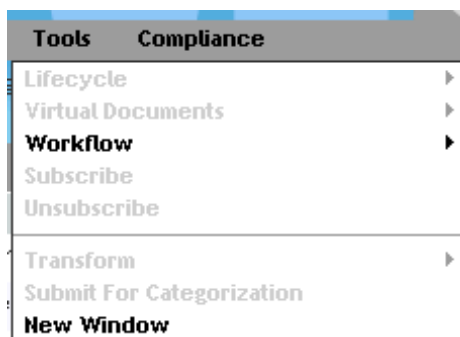 Tools Compliance
Lifecycle
Virtual Documents
Workflow
Subscribe
Unsubscribe
Transform
Submit For Categorization
New Window